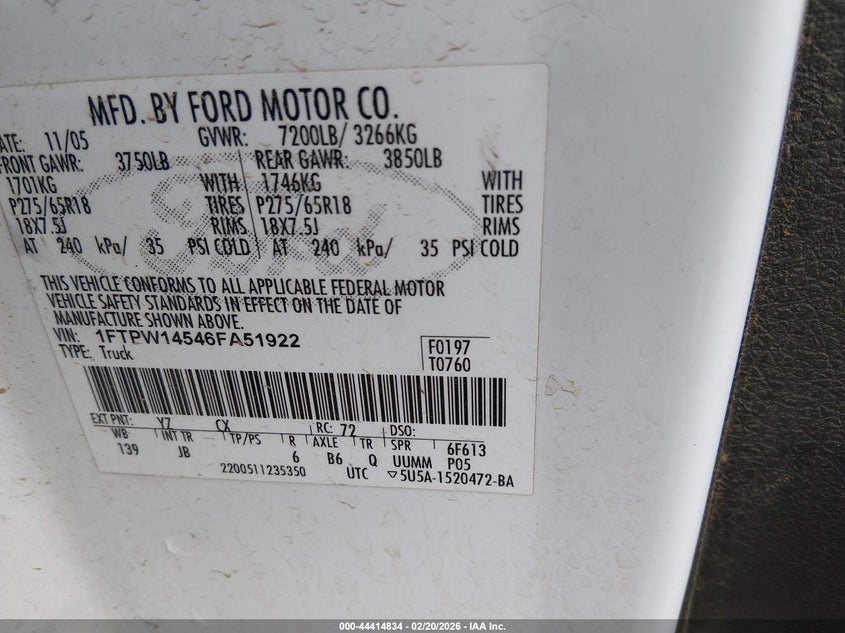 MFD. BY FORD MOTOR CO.
ATE: 11/05 GVWR: 7200LB/ 3266KG
FRONT GAWR: 3750LB REAR GAWR: 3850LB
1701KG WITH 1746KG WITH
P275/65R18 TIRES P275/65R18 TIRES
18X7.5J RIMS 18X7.5J RIMS
AT 240 kPa/ 35 PSI COLD AT 240 kPa/ 35 PSI COLD
THIS VEHICLE CONFORMS TO ALL APPLICABLE FEDERAL MOTOR
VEHICLE SAFETY STANDARDS IN EFFECT ON THE DATE OF
MANUFACTURE SHOWN ABOVE.
VIN: 1FTPW14546FA51922
TYPE: Truck
F0197
T0760
EXT PNT: YZ CX RC: 72 DSO:
WB INT TR TP/PS R AXLE TR SPR 6F613
139 JB 6 B6 Q UUMM P05
2200511235350 UTC ▽5U5A-1520472-BA
Ford
000-44414834 - 02/20/2026 - IAA Inc.